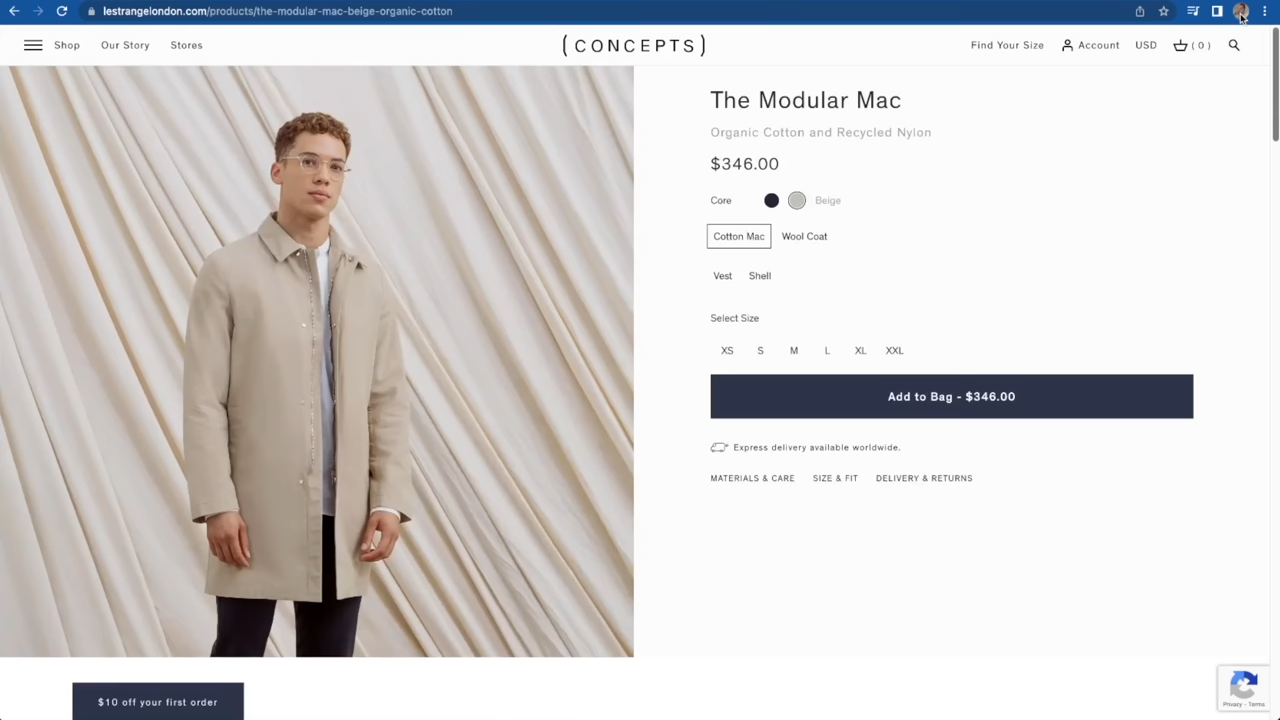 lestrangelondon.com/products/the-modular-mac-beige-organic-cotton
Shop Our Story Stores (CONCEPTS) Find Your Size Account USD ( 0 )
The Modular Mac
Organic Cotton and Recycled Nylon
$346.00
Core Beige
Cotton Mac Wool Coat
Vest Shell
Select Size
XS S M L XL XXL
Add to Bag - $346.00
Express delivery available worldwide.
MATERIALS & CARE SIZE & FIT DELIVERY & RETURNS
$10 off your first order
Privacy - Terms